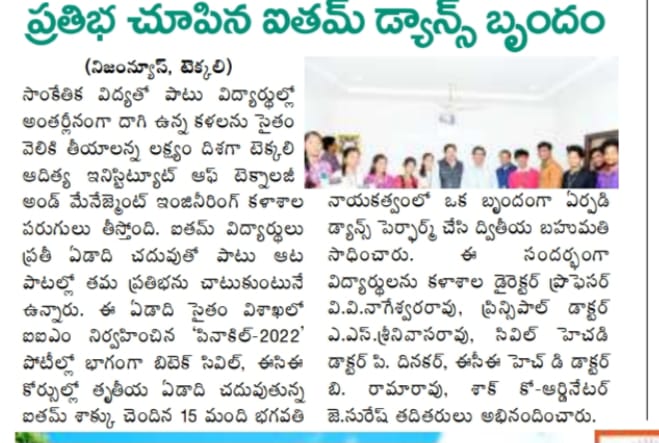 ప్రతిభ చూపిన ఐతమ్ డ్యాన్స్ బృందం
(నిజంన్యూస్, టెక్కలి)
సాంకేతిక విద్యతో పాటు విద్యార్థుల్లో
అంతర్లీనంగా దాగి ఉన్న కళలను సైతం
వెలికి తీయాలన్న లక్ష్యం దిశగా టెక్కలి
ఆదిత్య ఇనిస్టిట్యూట్ ఆఫ్ టెక్నాలజీ
అండ్ మేనేజ్మెంట్ ఇంజినీరింగ్ కళాశాల
పరుగులు తీస్తోంది. ఐతమ్ విద్యార్థులు
ప్రతీ ఏడాది చదువుతో పాటు ఆట
పాటల్లో తమ ప్రతిభను చాటుకుంటునే
ఉన్నారు. ఈ ఏడాది సైతం విశాఖలో
ఐఐఎం నిర్వహించిన 'పినాకిల్-2022'
పోటీల్లో భాగంగా బిటెక్ సివిల్, ఈసిఈ
కోర్సుల్లో తృతీయ ఏడాది చదువుతున్న
ఐతమ్ శాక్కు చెందిన 15 మంది భగవతి
నాయకత్వంలో ఒక బృందంగా ఏర్పడి
డ్యాన్స్ పెర్ఫార్మ్ చేసి ద్వితీయ బహుమతి
సాధించారు. ఈ సందర్భంగా
విద్యార్థులను కళాశాల డైరెక్టర్ ప్రొఫెసర్
వి.వి.నాగేశ్వరరావు, ప్రిన్సిపాల్ డాక్టర్
ఎ.ఎస్.శ్రీనివాసరావు, సివిల్ హెచడి
డాక్టర్ పి. దినకర్, ఈసీఈ హెచ్ డి డాక్టర్
బి. రామారావు, శాక్ కో-ఆర్డినేటర్
జె.సురేష్ తదితరులు అభినందించారు.